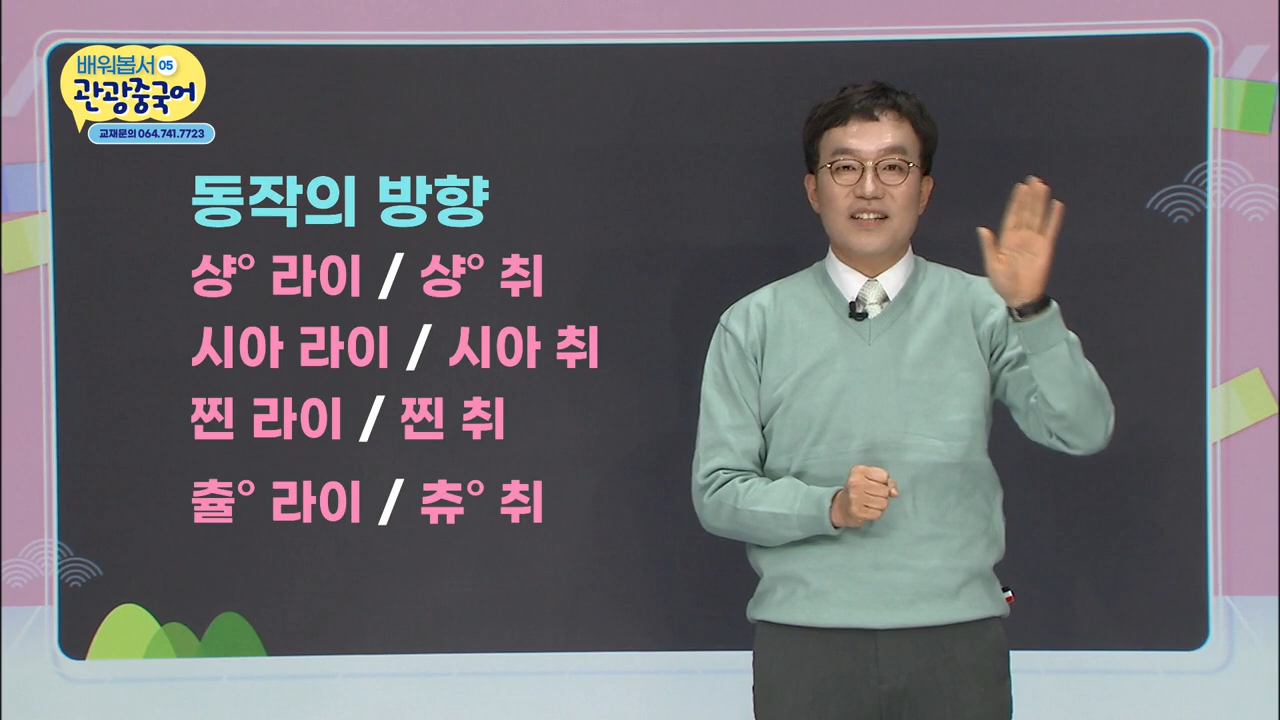 배워봅서 05
관광중국어
교재문의 064.741.7723
동작의 방향
샹° 라이 / 샹° 취
시아 라이 / 시아 취
찐 라이 / 찐 취
츌° 라이 / 츄° 취